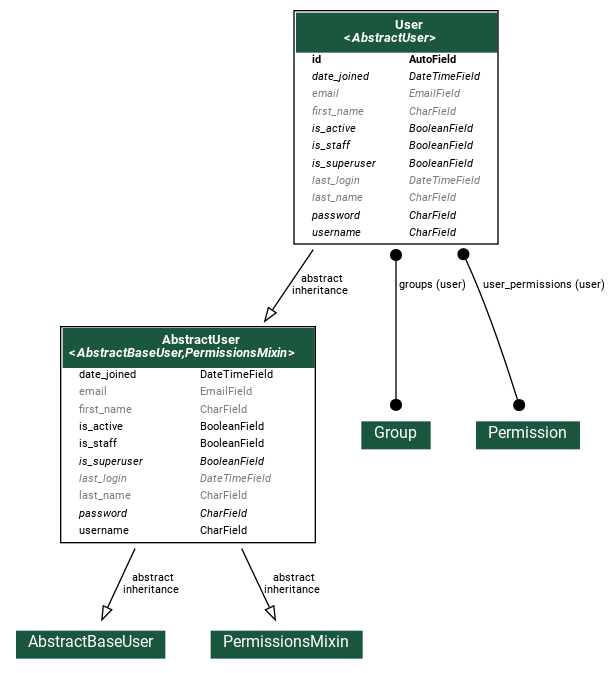 User
<AbstractUser>
id AutoField
date_joined DateTimeField
email EmailField
first_name CharField
is_active BooleanField
is_staff BooleanField
is_superuser BooleanField
last_login DateTimeField
last_name CharField
password CharField
username CharField
abstract
inheritance
groups (user)
user_permissions (user)
AbstractUser
<AbstractBaseUser,PermissionsMixin>
date_joined DateTimeField
email EmailField
first_name CharField
is_active BooleanField
is_staff BooleanField
is_superuser BooleanField
last_login DateTimeField
last_name CharField
password CharField
username CharField
Group
Permission
abstract
inheritance
abstract
inheritance
AbstractBaseUser
PermissionsMixin